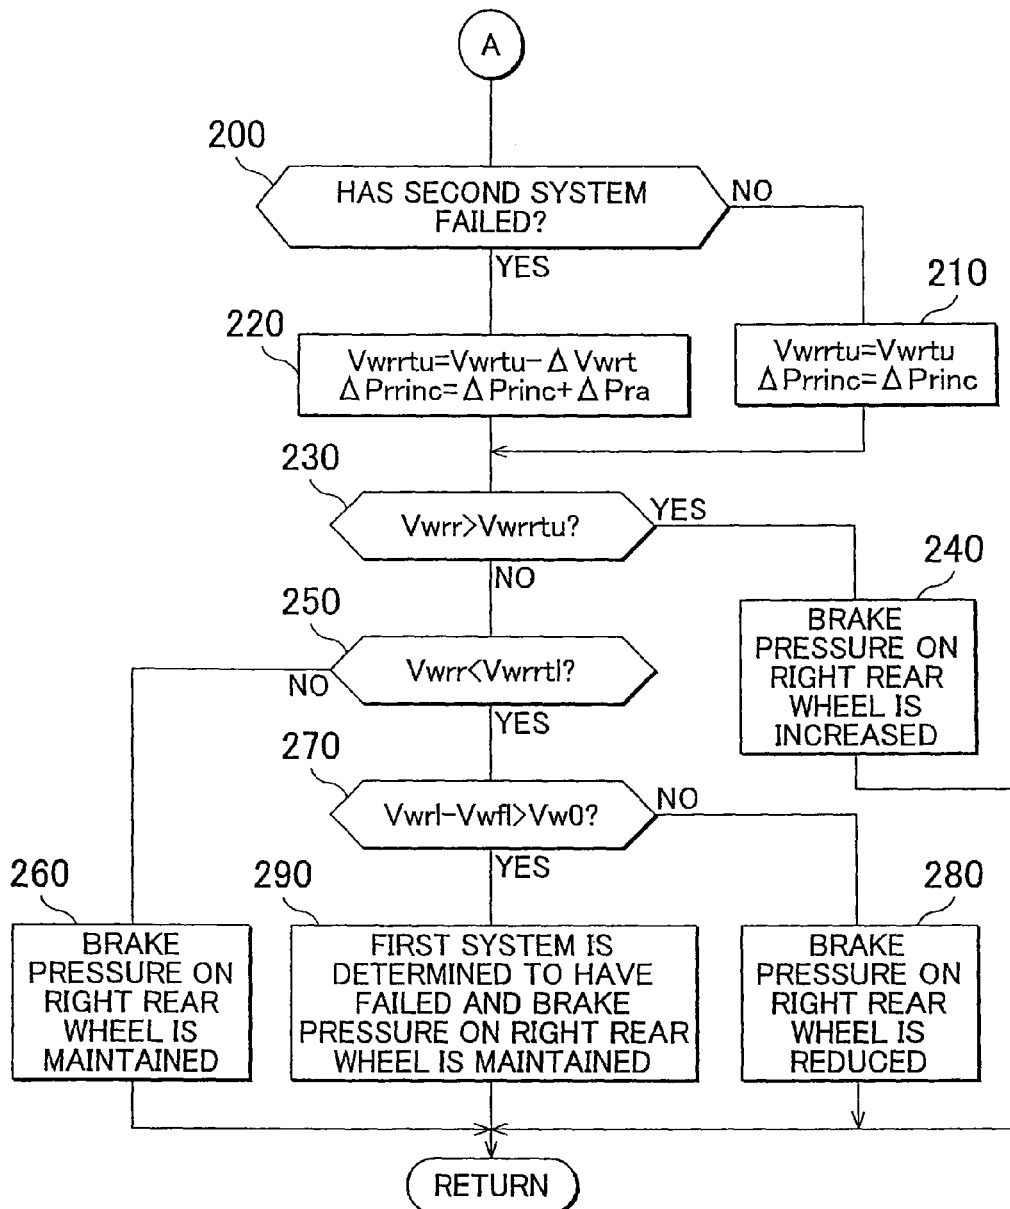 A
200
HAS SECOND SYSTEM
FAILED?
NO
YES
210
Vwrrtu=Vwrtu
ΔPrrinc=ΔPrinc
220
Vwrrtu=Vwrtu-ΔVwrt
ΔPrrinc=ΔPrinc+ΔPra
230
Vwrr>Vwrrtu?
YES
NO
240
BRAKE
PRESSURE ON
RIGHT REAR
WHEEL IS
INCREASED
250
Vwrr<Vwrrtl?
NO
YES
270
Vwrl-Vwfl>Vw0?
NO
YES
260
BRAKE
PRESSURE ON
RIGHT REAR
WHEEL IS
MAINTAINED
290
FIRST SYSTEM IS
DETERMINED TO HAVE
FAILED AND BRAKE
PRESSURE ON RIGHT REAR
WHEEL IS MAINTAINED
280
BRAKE
PRESSURE ON
RIGHT REAR
WHEEL IS
REDUCED
RETURN